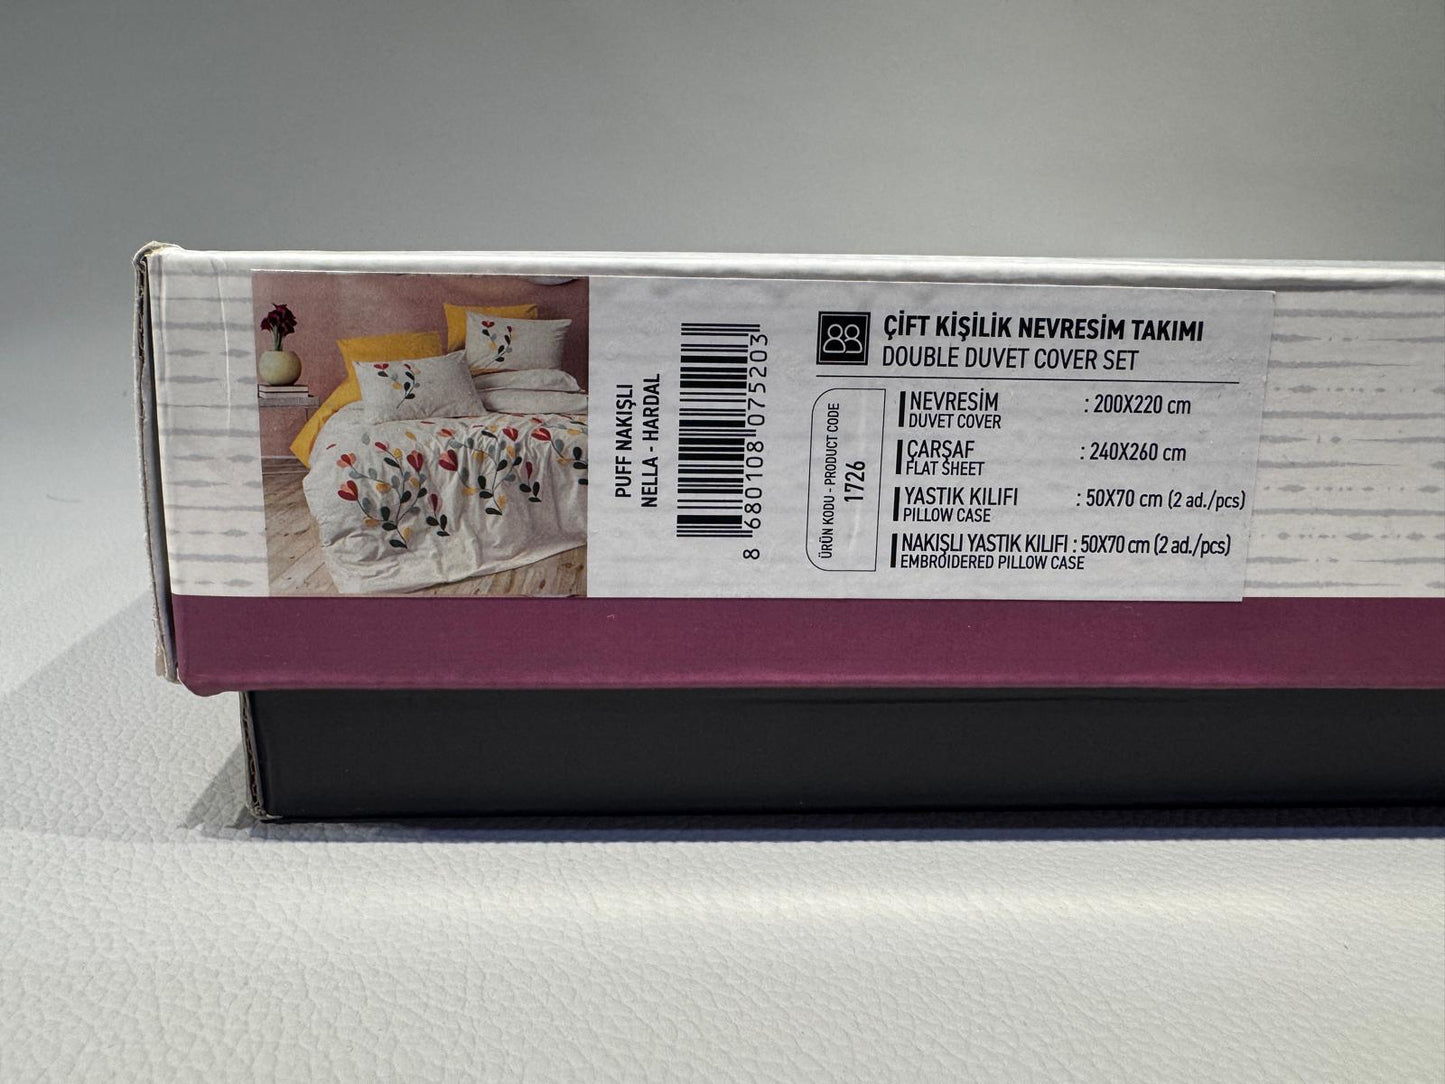 PUFF NAKIŞLI
NELLA - HARDAL
8 680108 075203
ÇİFT KİŞİLİK NEVRESİM TAKIMI
DOUBLE DUVET COVER SET
ÜRÜN KODU - PRODUCT CODE
1726
NEVRESİM : 200X220 cm
DUVET COVER
ÇARŞAF : 240X260 cm
FLAT SHEET
YASTIK KILIFI : 50X70 cm (2 ad./pcs)
PILLOW CASE
NAKIŞLI YASTIK KILIFI : 50X70 cm (2 ad./pcs)
EMBROIDERED PILLOW CASE